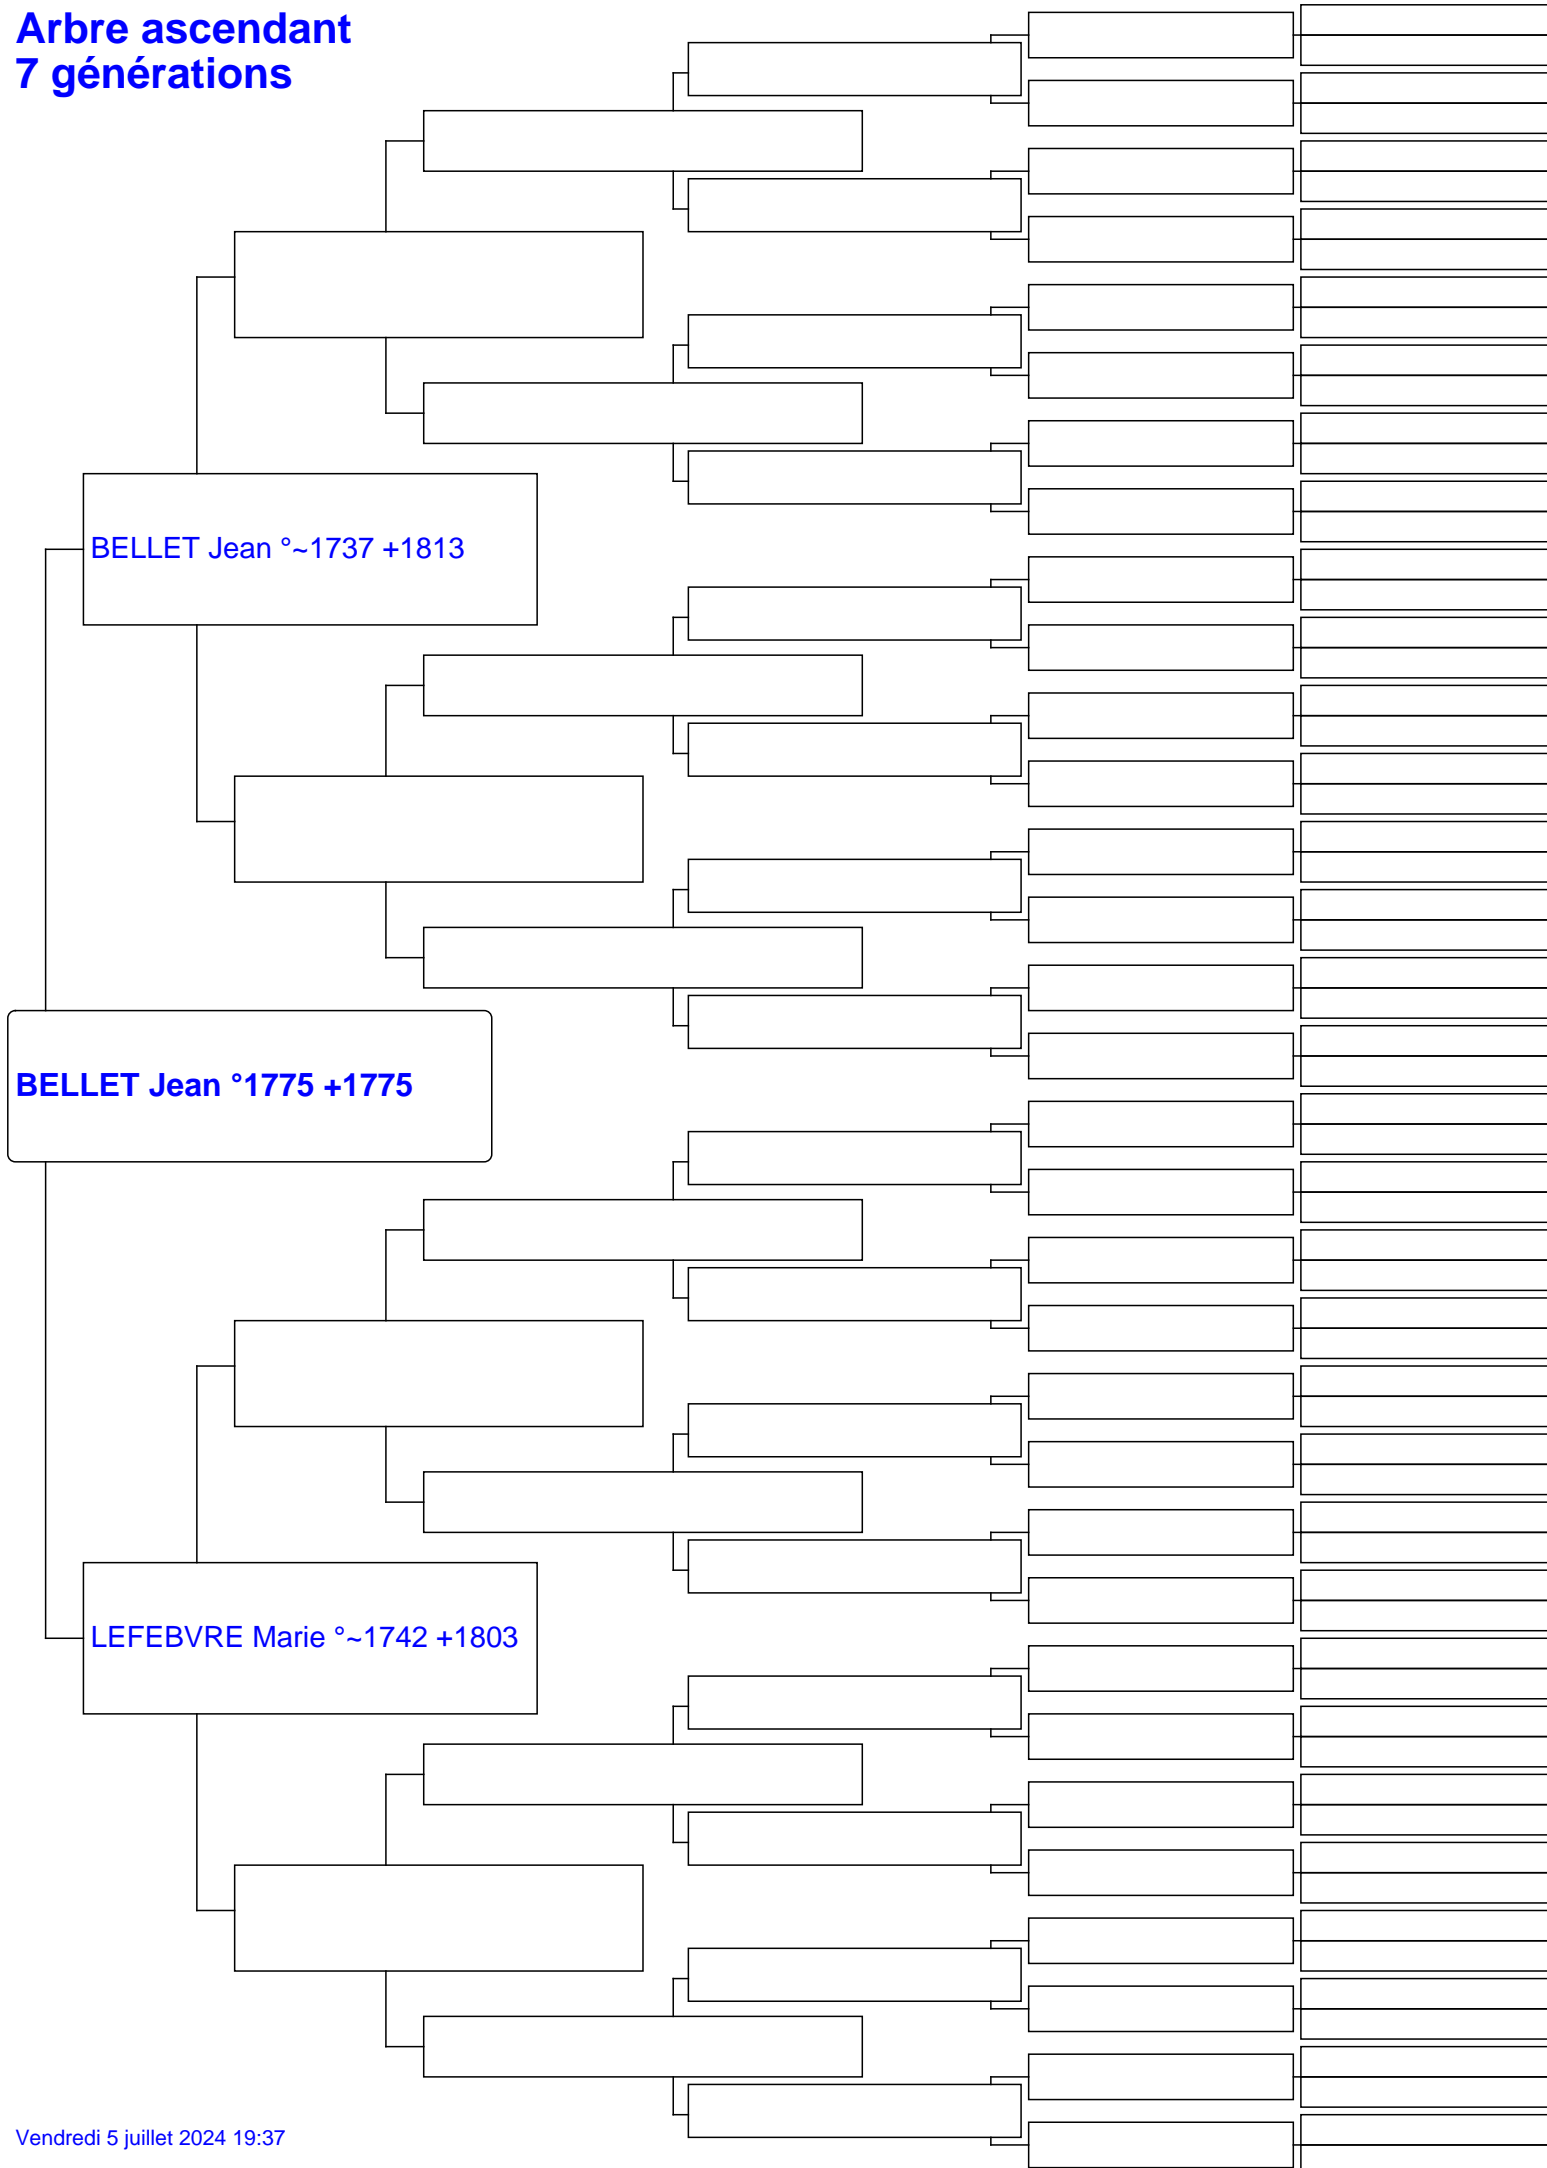 Arbre ascendant
7 générations
BELLET Jean °~1737 +1813
BELLET Jean °1775 +1775
LEFEBVRE Marie °~1742 +1803
Vendredi 5 juillet 2024 19:37